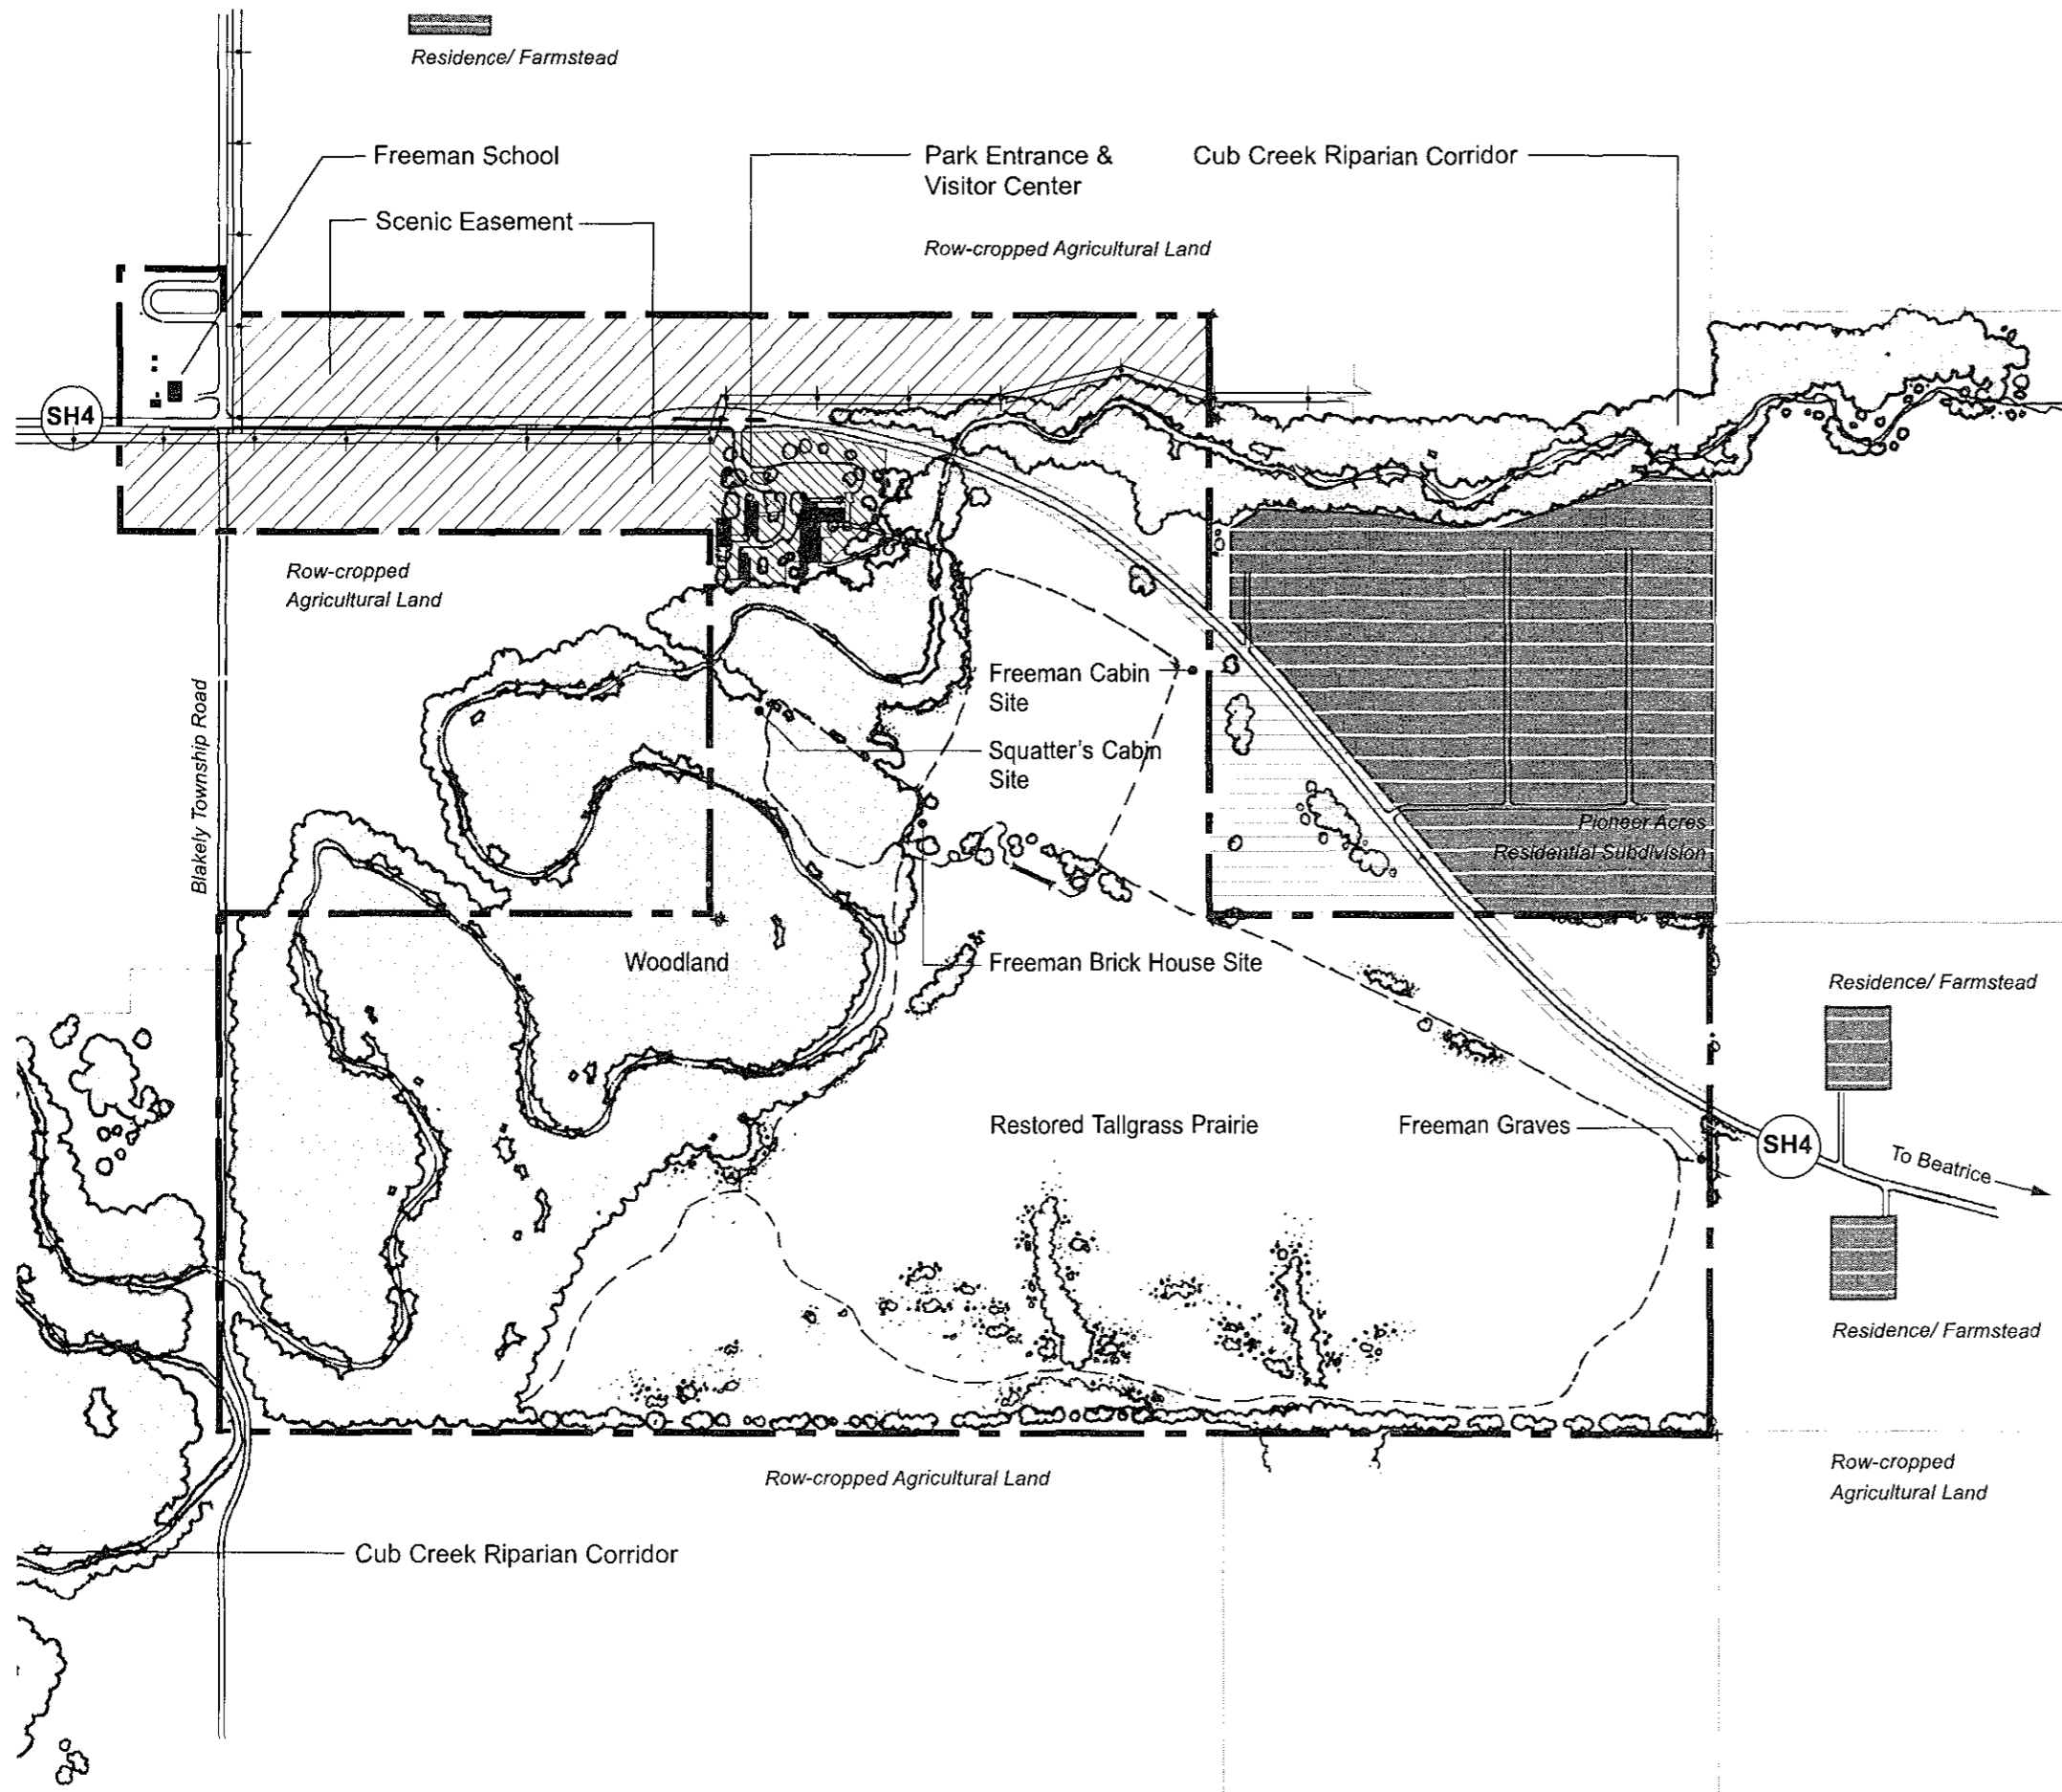 Residence/ Farmstead
Freeman School
Park Entrance &
Visitor Center
Cub Creek Riparian Corridor
Scenic Easement
Row-cropped Agricultural Land
SH4
Row-cropped
Agricultural Land
Blakely Township Road
Freeman Cabin
Site
Squatter's Cabin
Site
Pioneer Acres
Residential Subdivision
Woodland
Freeman Brick House Site
Residence/ Farmstead
Restored Tallgrass Prairie
Freeman Graves
SH4
To Beatrice
Residence/ Farmstead
Row-cropped Agricultural Land
Row-cropped
Agricultural Land
Cub Creek Riparian Corridor